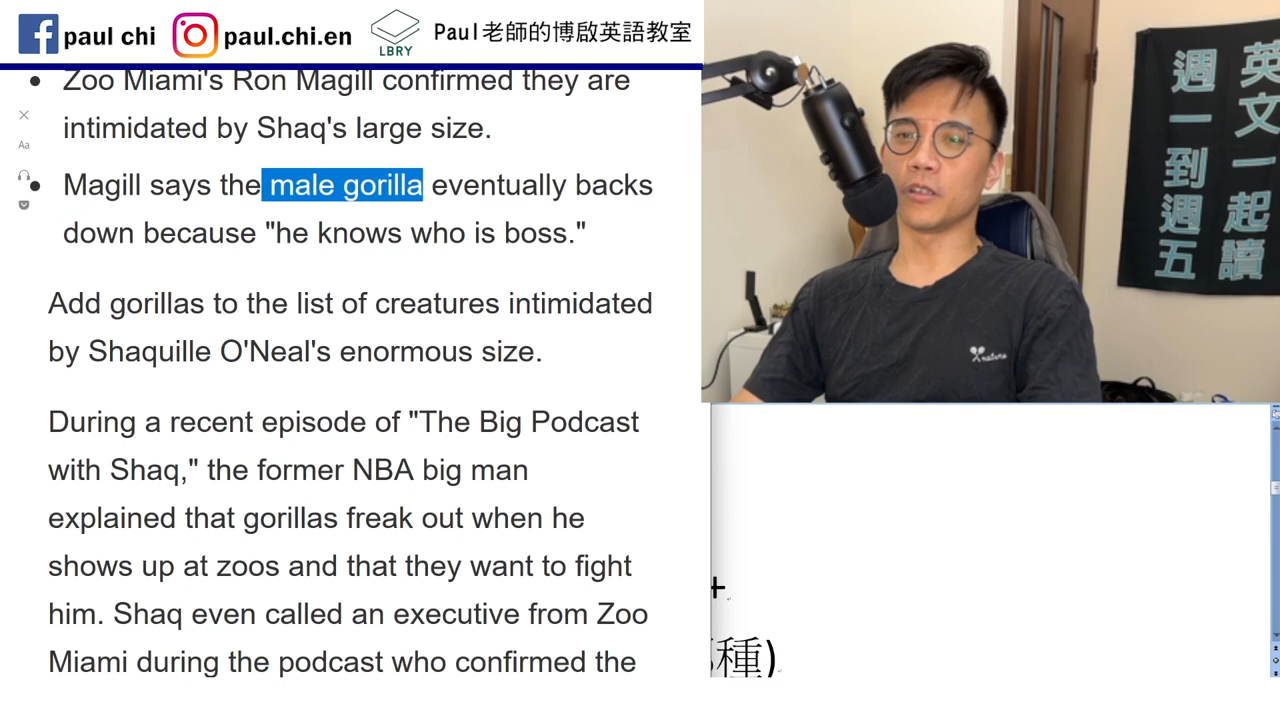 paul chi
paul.chi.en
LBRY
Paul老師的博啟英語教室
• Zoo Miami's Ron Magill confirmed they are
intimidated by Shaq's large size.
Aa
• Magill says the male gorilla eventually backs
down because "he knows who is boss."
Add gorillas to the list of creatures intimidated
by Shaquille O'Neal's enormous size.
During a recent episode of "The Big Podcast
with Shaq," the former NBA big man
explained that gorillas freak out when he
shows up at zoos and that they want to fight
him. Shaq even called an executive from Zoo
Miami during the podcast who confirmed the
英文一起讀
週一到週五
+
種)